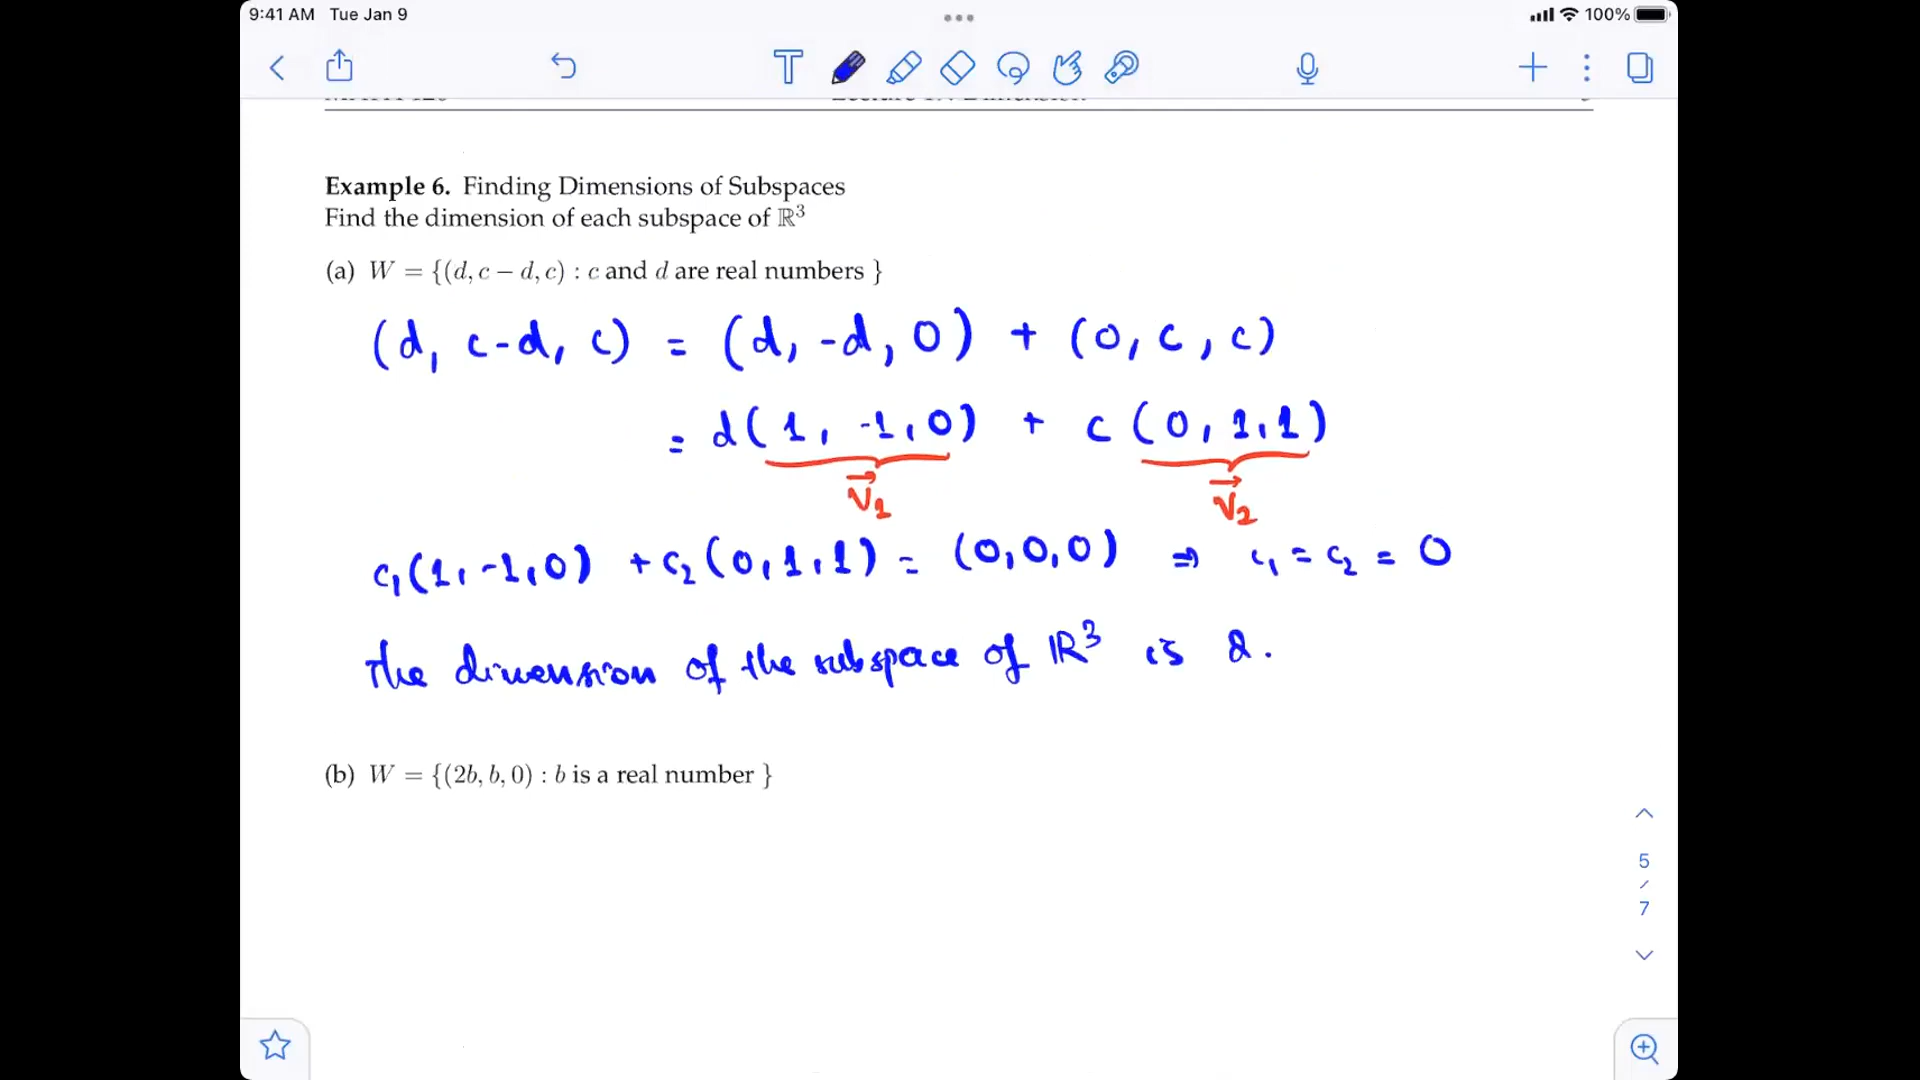 9:41 AM Tue Jan 9
100%
Example 6. Finding Dimensions of Subspaces
Find the dimension of each subspace of ℝ³
(a) W = {(d, c − d, c) : c and d are real numbers }
(d, c-d, c) = (d, -d, 0) + (0, c, c)
= d(1, -1, 0) + c(0, 1, 1)
v⃗₁ v⃗₂
c₁(1, -1, 0) + c₂(0, 1, 1) = (0, 0, 0) ⇒ c₁ = c₂ = 0
The dimension of the subspace of ℝ³ is 2.
(b) W = {(2b, b, 0) : b is a real number }
5
/
7